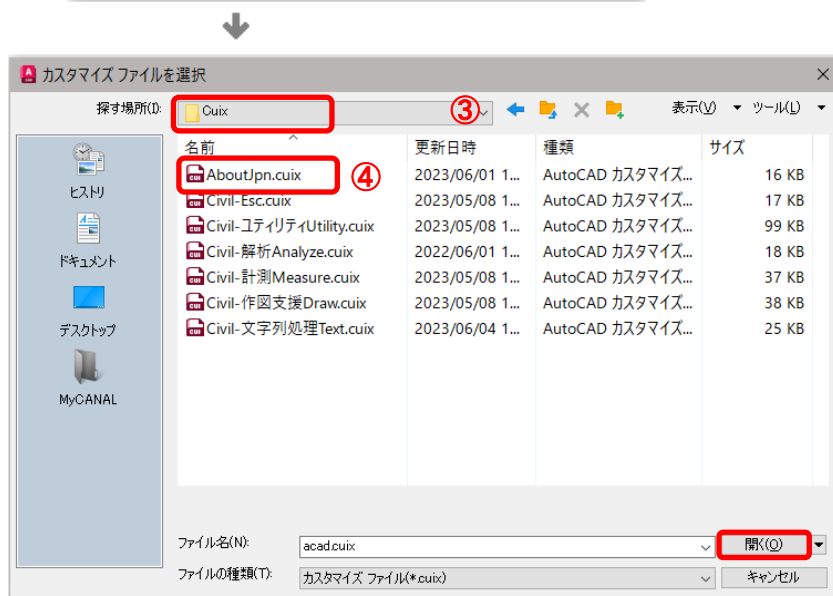 カスタマイズ ファイルを選択
探す場所(I): Cuix ③ 表示(V) ツール(L)
名前 更新日時 種類 サイズ
AboutJpn.cuix ④ 2023/06/01 1... AutoCAD カスタマイズ... 16 KB
Civil-Esc.cuix 2023/05/08 1... AutoCAD カスタマイズ... 17 KB
Civil-ユティリティUtility.cuix 2023/05/08 1... AutoCAD カスタマイズ... 99 KB
Civil-解析Analyze.cuix 2022/06/01 1... AutoCAD カスタマイズ... 18 KB
Civil-計測Measure.cuix 2023/05/08 1... AutoCAD カスタマイズ... 37 KB
Civil-作図支援Draw.cuix 2023/05/08 1... AutoCAD カスタマイズ... 38 KB
Civil-文字列処理Text.cuix 2023/06/04 1... AutoCAD カスタマイズ... 25 KB
ヒストリ
ドキュメント
デスクトップ
MyCANAL
ファイル名(N): acad.cuix 開く(O)
ファイルの種類(T): カスタマイズ ファイル(*.cuix) キャンセル